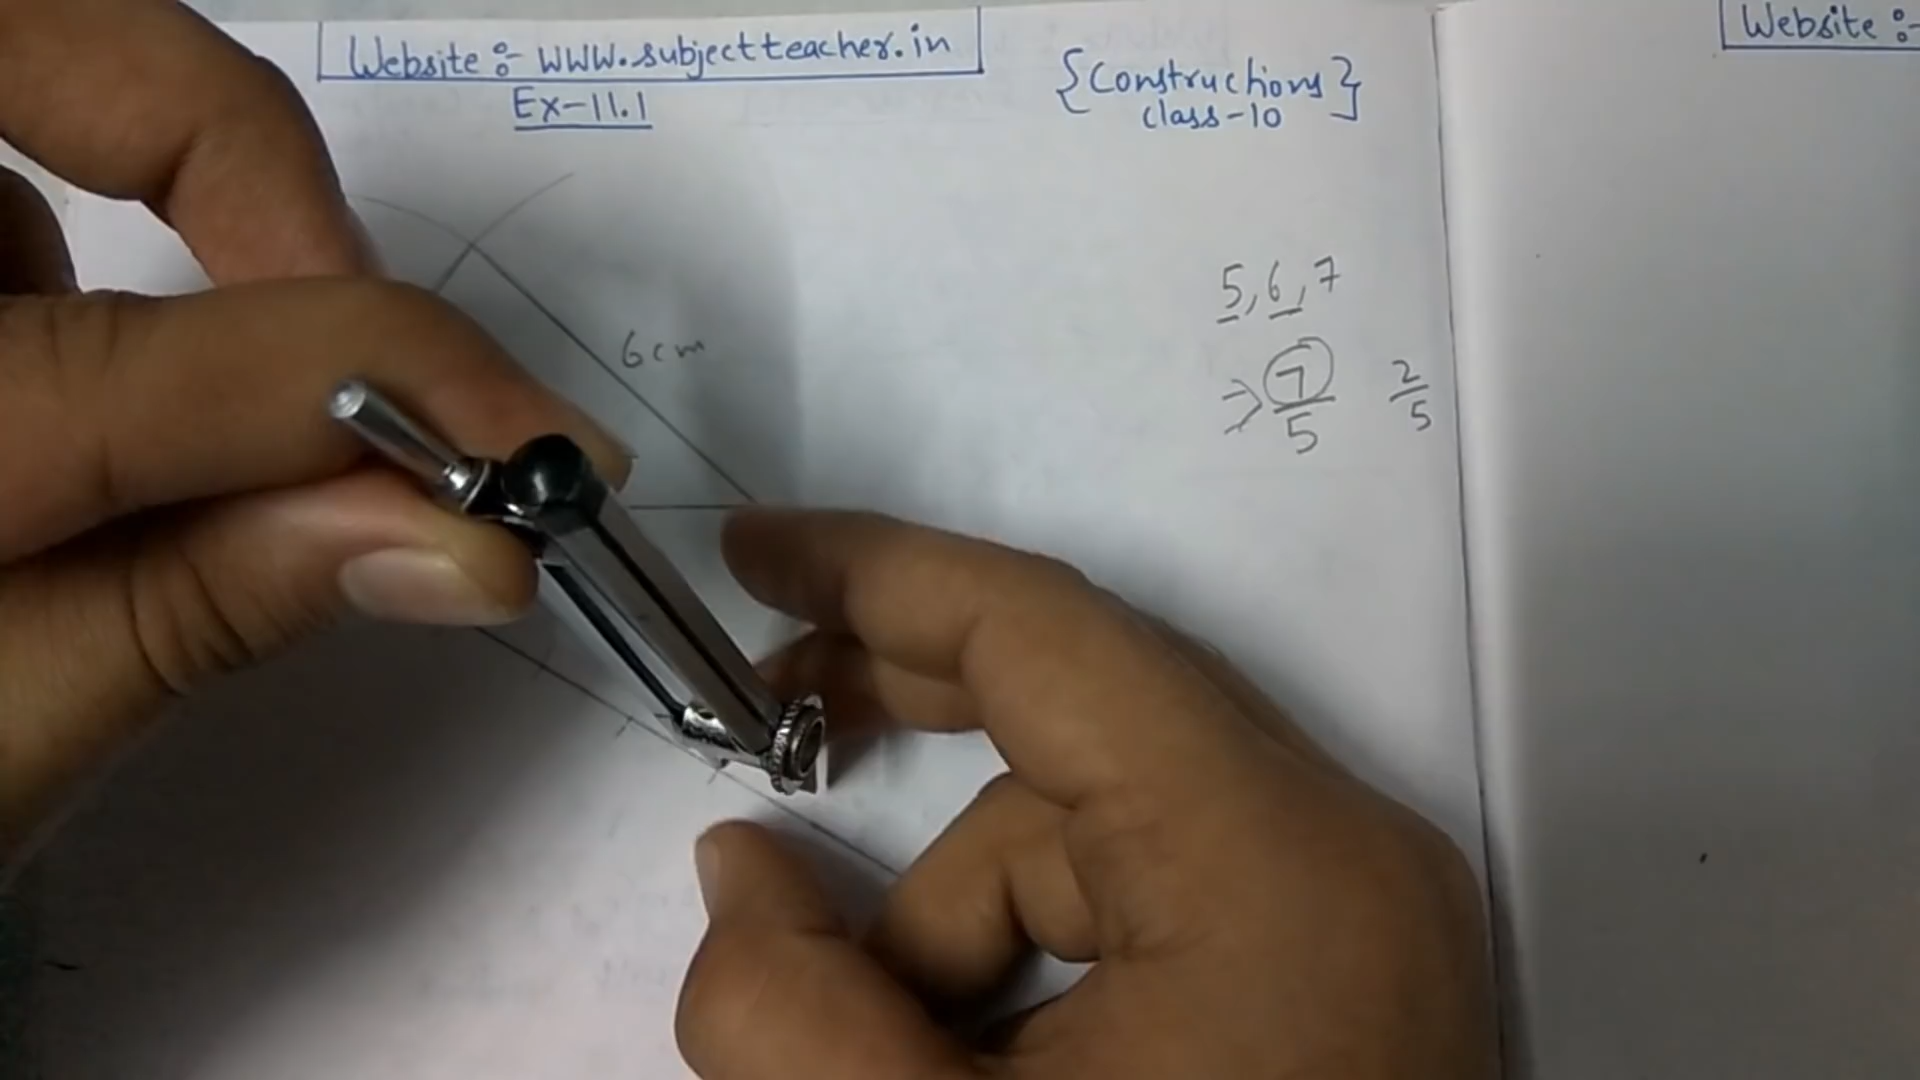 Website :- WWW.subjectteacher.in
Ex-11.1
{Constructions}
class-10
Website :-
6cm
5, 6, 7
⇒ 7/5 2/5